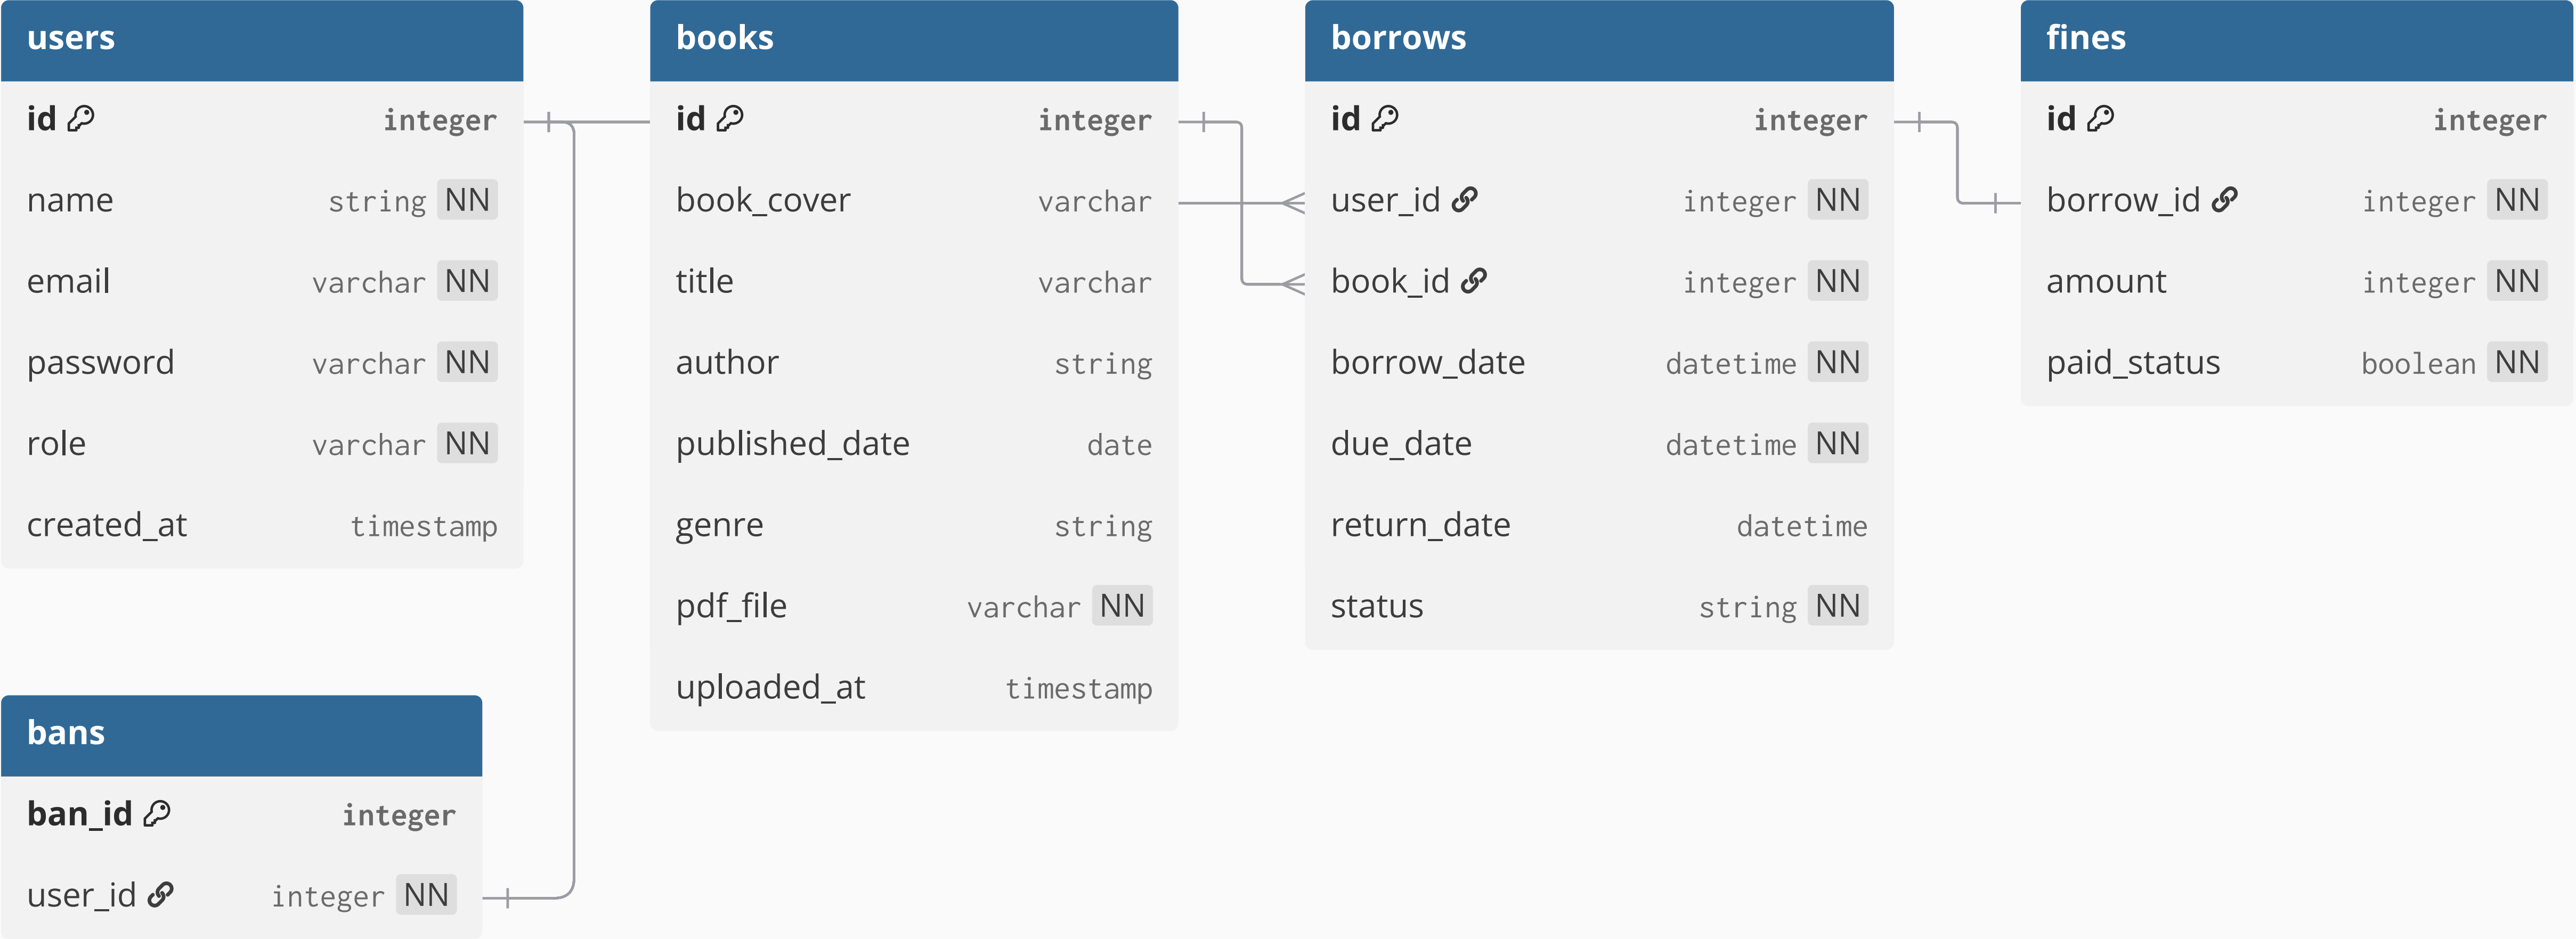 users
id integer
name string NN
email varchar NN
password varchar NN
role varchar NN
created_at timestamp
books
id integer
book_cover varchar
title varchar
author string
published_date date
genre string
pdf_file varchar NN
uploaded_at timestamp
borrows
id integer
user_id integer NN
book_id integer NN
borrow_date datetime NN
due_date datetime NN
return_date datetime
status string NN
fines
id integer
borrow_id integer NN
amount integer NN
paid_status boolean NN
bans
ban_id integer
user_id integer NN